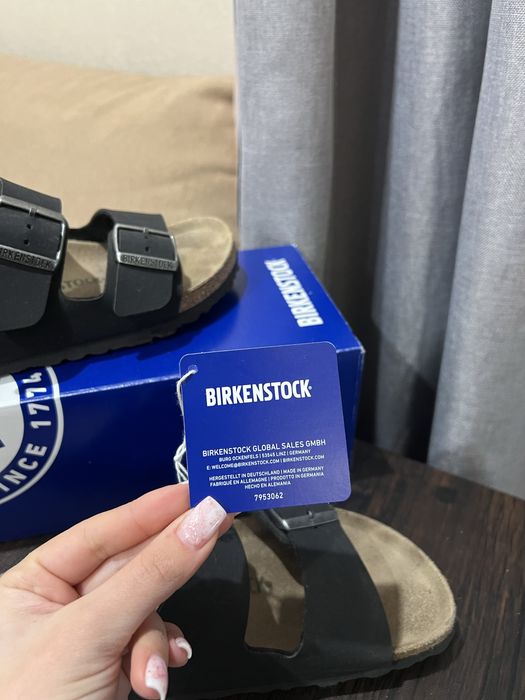 BIRKENSTOCK
BIRKENSTOCK
BIRKENSTOCK
SINCE 1774
BIRKENSTOCK
BIRKENSTOCK GLOBAL SALES GMBH
BURG OCKENFELS | 53545 LINZ | GERMANY
E: WELCOME@BIRKENSTOCK.COM | BIRKENSTOCK.COM
HERGESTELLT IN DEUTSCHLAND | MADE IN GERMANY
FABRIQUÉ EN ALLEMAGNE | PRODOTTO IN GERMANIA
HECHO EN ALEMANIA
7953062